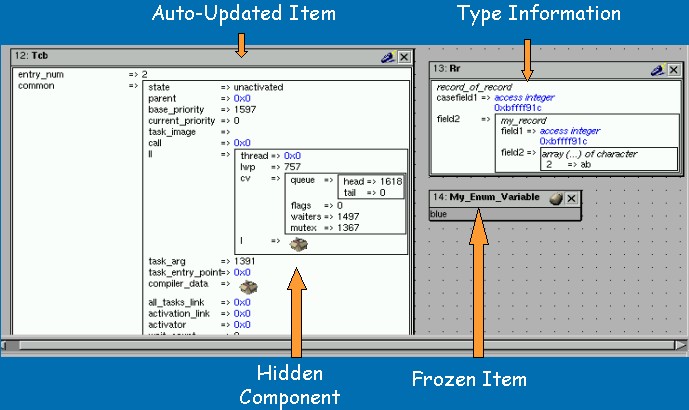 Auto-Updated Item
Type Information
12: Tcb
entry_num => 2
common =>
state => unactivated
parent => 0x0
base_priority => 1597
current_priority => 0
task_image =>
call => 0x0
ll =>
thread => 0x0
lwp => 757
cv =>
queue =>
head => 1618
tail => 0
flags => 0
waiters => 1497
mutex => 1367
l =>
task_arg => 1391
task_entry_point=> 0x0
compiler_data =>
all_tasks_link => 0x0
activation_link => 0x0
activator => 0x0
wait_count => 0
13: Rr
record_of_record
casefield1 => access integer
0xbffff91c
field2 =>
my_record
field1 => access integer
0xbffff91c
field2 =>
array (...) of character
2 => ab
14: My_Enum_Variable
blue
Hidden
Component
Frozen Item